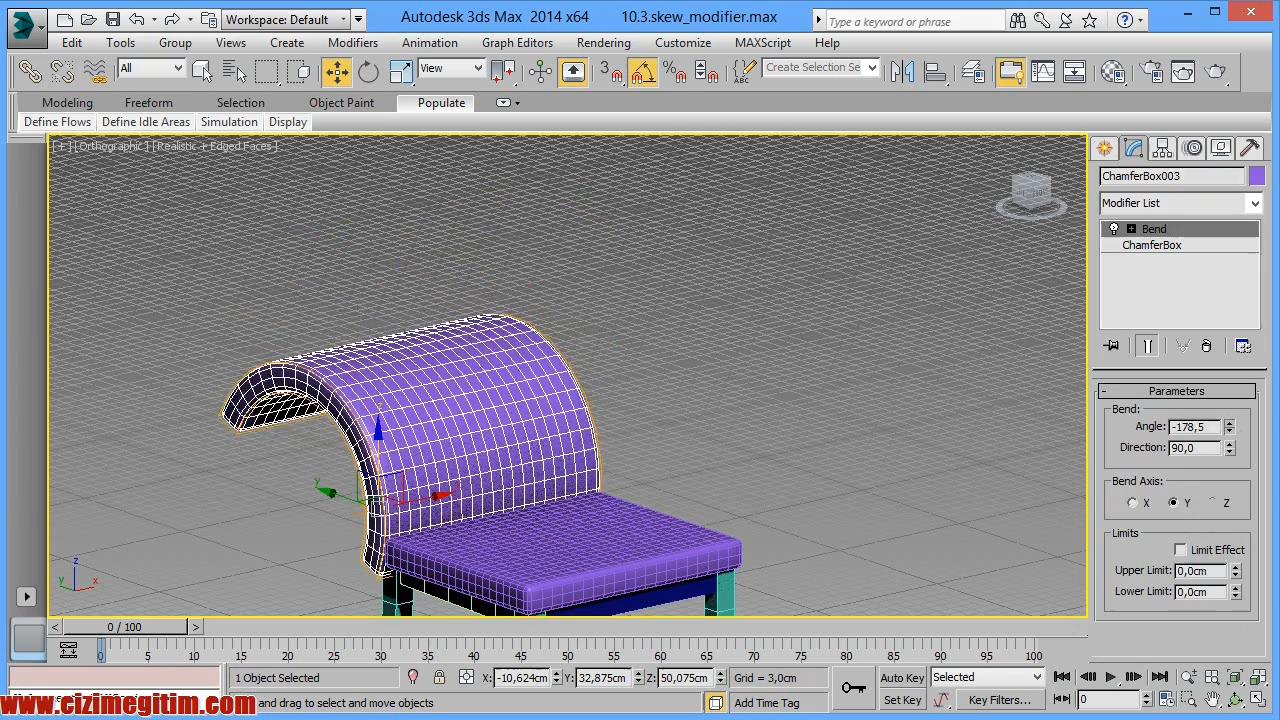 Workspace: Default
Autodesk 3ds Max 2014 x64 10.3.skew_modifier.max
Type a keyword or phrase
Edit Tools Group Views Create Modifiers Animation Graph Editors Rendering Customize MAXScript Help
All View 3 Create Selection Se
Modeling Freeform Selection Object Paint Populate
Define Flows Define Idle Areas Simulation Display
[ + ] [Orthographic ] [Realistic + Edged Faces ]
ChamferBox003
Modifier List
Bend
ChamferBox
- Parameters
Bend:
Angle: -178,5
Direction: 90,0
Bend Axis:
X Y Z
Limits
Limit Effect
Upper Limit: 0,0cm
Lower Limit: 0,0cm
z
y x
y
0 / 100
0 5 10 15 20 25 30 35 40 45 50 55 60 65 70 75 80 85 90 95 100
1 Object Selected X: -10,624cm Y: 32,875cm Z: 50,075cm Grid = 3,0cm Auto Key Selected
and drag to select and move objects Add Time Tag Set Key Key Filters... 0
www.cizimegitim.com